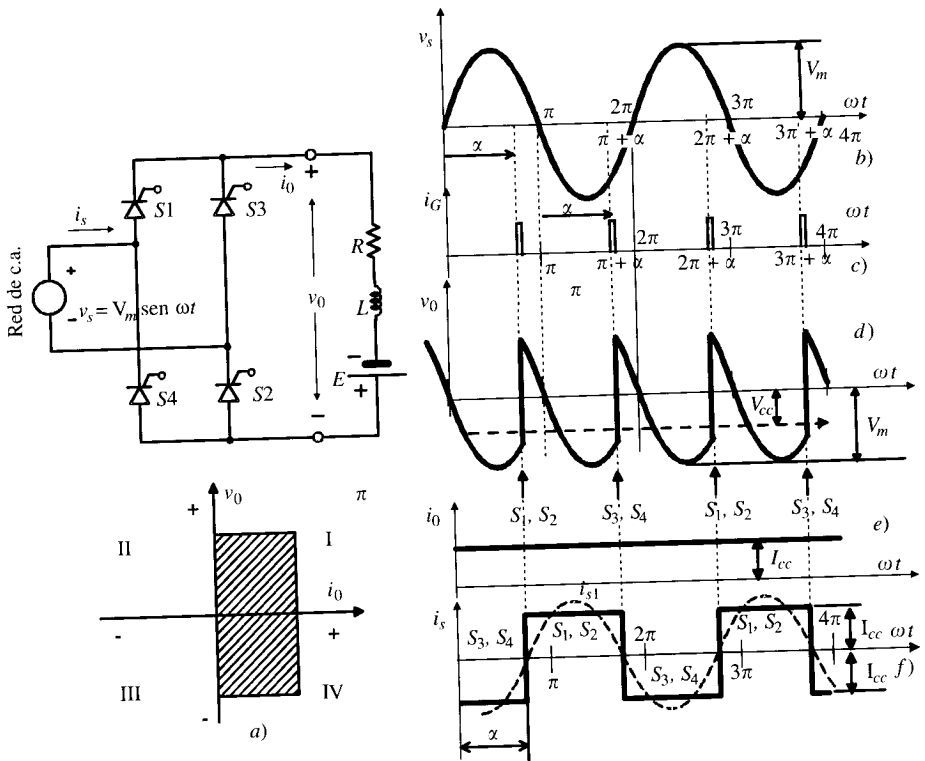 Red de c.a.
i_s
+
-
v_s = V_m sen ωt
S1
S3
S4
S2
i_0
+
v_0
-
R
L
-
E
+
v_0
π
+
II
I
i_0
-
+
III
IV
-
a)
v_s
V_m
π
2π
3π
ωt
α
π + α
2π + α
3π + α
4π
b)
i_G
α
3π
ωt
2π
4π
π
π + α
2π + α
3π + α
c)
v_0
π
d)
ωt
V_cc
V_m
S_1, S_2
S_3, S_4
S_1, S_2
S_3, S_4
i_0
e)
I_cc
ωt
i_s1
i_s
S_3, S_4
S_1, S_2
2π
S_1, S_2
4π
I_cc ωt
π
S_3, S_4
3π
I_cc f)
α